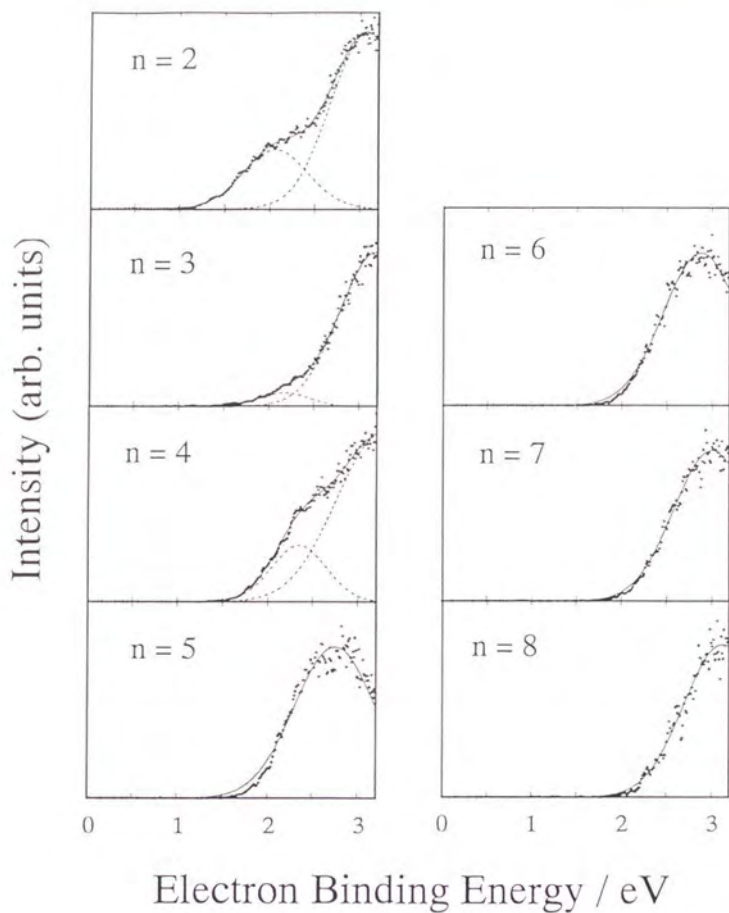 Intensity (arb. units)
n = 2
n = 3
n = 4
n = 5
n = 6
n = 7
n = 8
0 1 2 3
0 1 2 3
Electron Binding Energy / eV